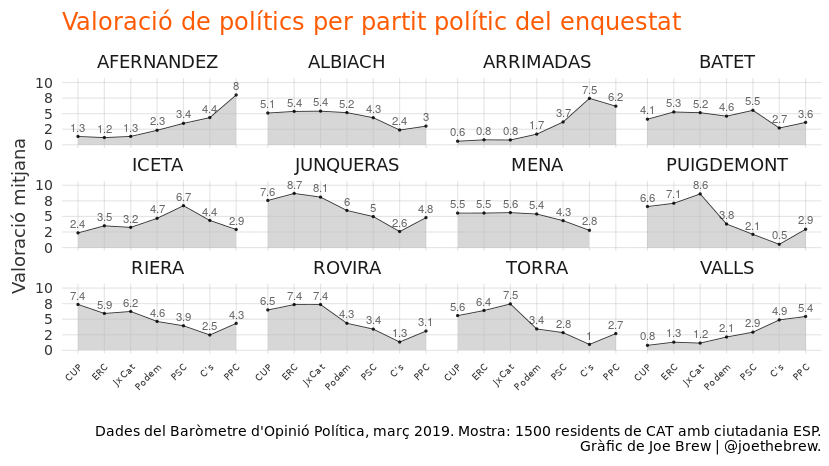 Valoració de polítics per partit polític del enquestat
Valoració mitjana
AFERNANDEZ ALBIACH ARRIMADAS BATET
10
8
5
2
0
1.3 1.2 1.3 2.3 3.4 4.4 8
5.1 5.4 5.4 5.2 4.3 2.4 3
0.6 0.8 0.8 1.7 3.7 7.5 6.2
4.1 5.3 5.2 4.6 5.5 2.7 3.6
ICETA JUNQUERAS MENA PUIGDEMONT
10
8
5
2
0
2.4 3.5 3.2 4.7 6.7 4.4 2.9
7.6 8.7 8.1 6 5 2.6 4.8
5.5 5.5 5.6 5.4 4.3 2.8
6.6 7.1 8.6 3.8 2.1 0.5 2.9
RIERA ROVIRA TORRA VALLS
10
8
5
2
0
7.4 5.9 6.2 4.6 3.9 2.5 4.3
6.5 7.4 7.4 4.3 3.4 1.3 3.1
5.6 6.4 7.5 3.4 2.8 1 2.7
0.8 1.3 1.2 2.1 2.9 4.9 5.4
CUP ERC JxCat Podem PSC C's PPC
CUP ERC JxCat Podem PSC C's PPC
CUP ERC JxCat Podem PSC C's PPC
CUP ERC JxCat Podem PSC C's PPC
Dades del Baròmetre d'Opinió Política, març 2019. Mostra: 1500 residents de CAT amb ciutadania ESP.
Gràfic de Joe Brew | @joethebrew.